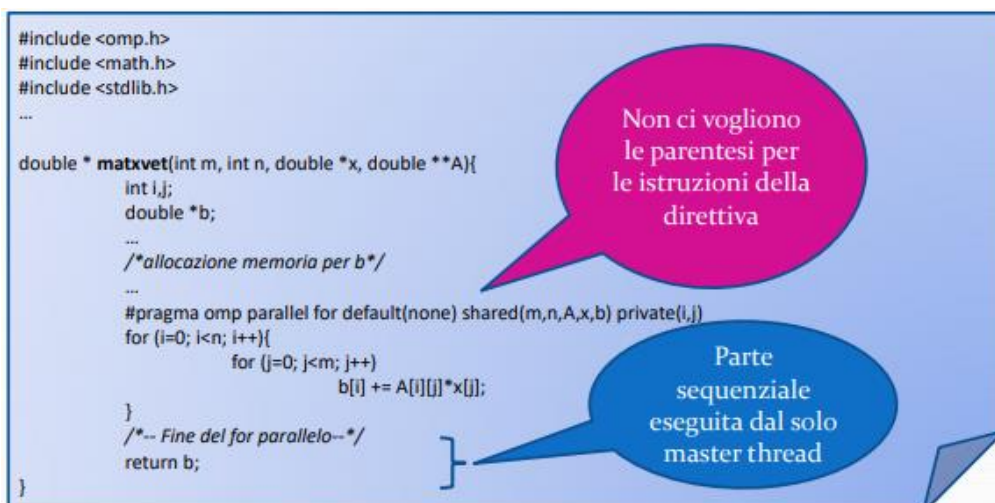 #include <omp.h>
#include <math.h>
#include <stdlib.h>
...
double * matxvet(int m, int n, double *x, double **A){
int i,j;
double *b;
...
/*allocazione memoria per b*/
...
#pragma omp parallel for default(none) shared(m,n,A,x,b) private(i,j)
for (i=0; i<n; i++){
for (j=0; j<m; j++)
b[i] += A[i][j]*x[j];
}
/*-- Fine del for parallelo--*/
return b;
}
Non ci vogliono
le parentesi per
le istruzioni della
direttiva
Parte
sequenziale
eseguita dal solo
master thread